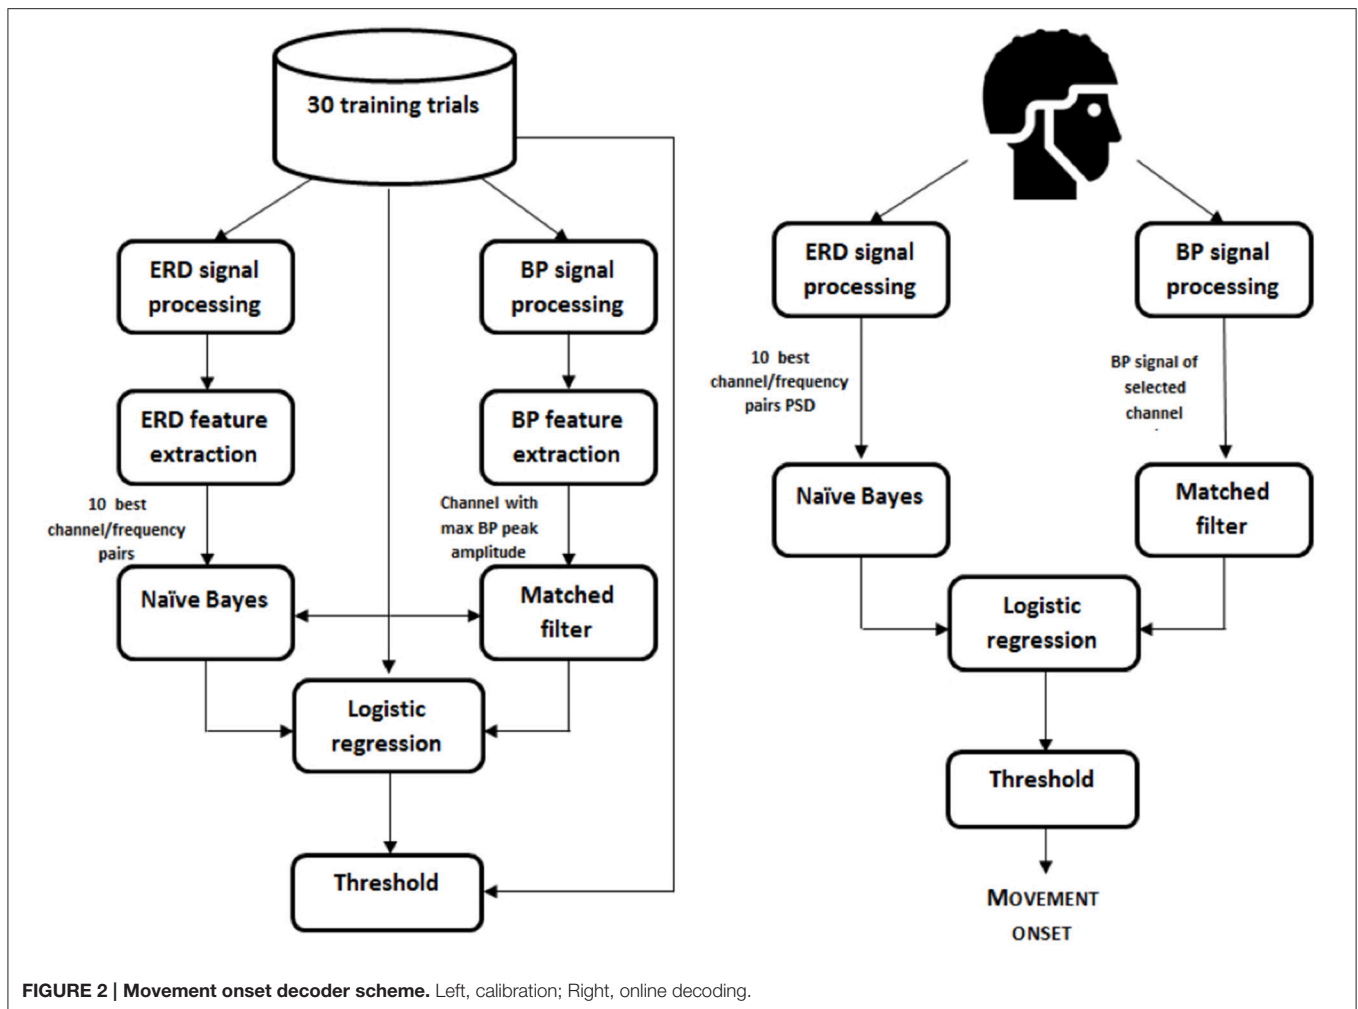 30 training trials
ERD signal
processing
BP signal
processing
ERD feature
extraction
BP feature
extraction
10 best
channel/frequency
pairs
Channel with
max BP peak
amplitude
Naïve Bayes
Matched
filter
Logistic
regression
Threshold
ERD signal
processing
BP signal
processing
10 best
channel/frequency
pairs PSD
BP signal of
selected
channel
Naïve Bayes
Matched
filter
Logistic
regression
Threshold
MOVEMENT
ONSET
FIGURE 2 | Movement onset decoder scheme. Left, calibration; Right, online decoding.